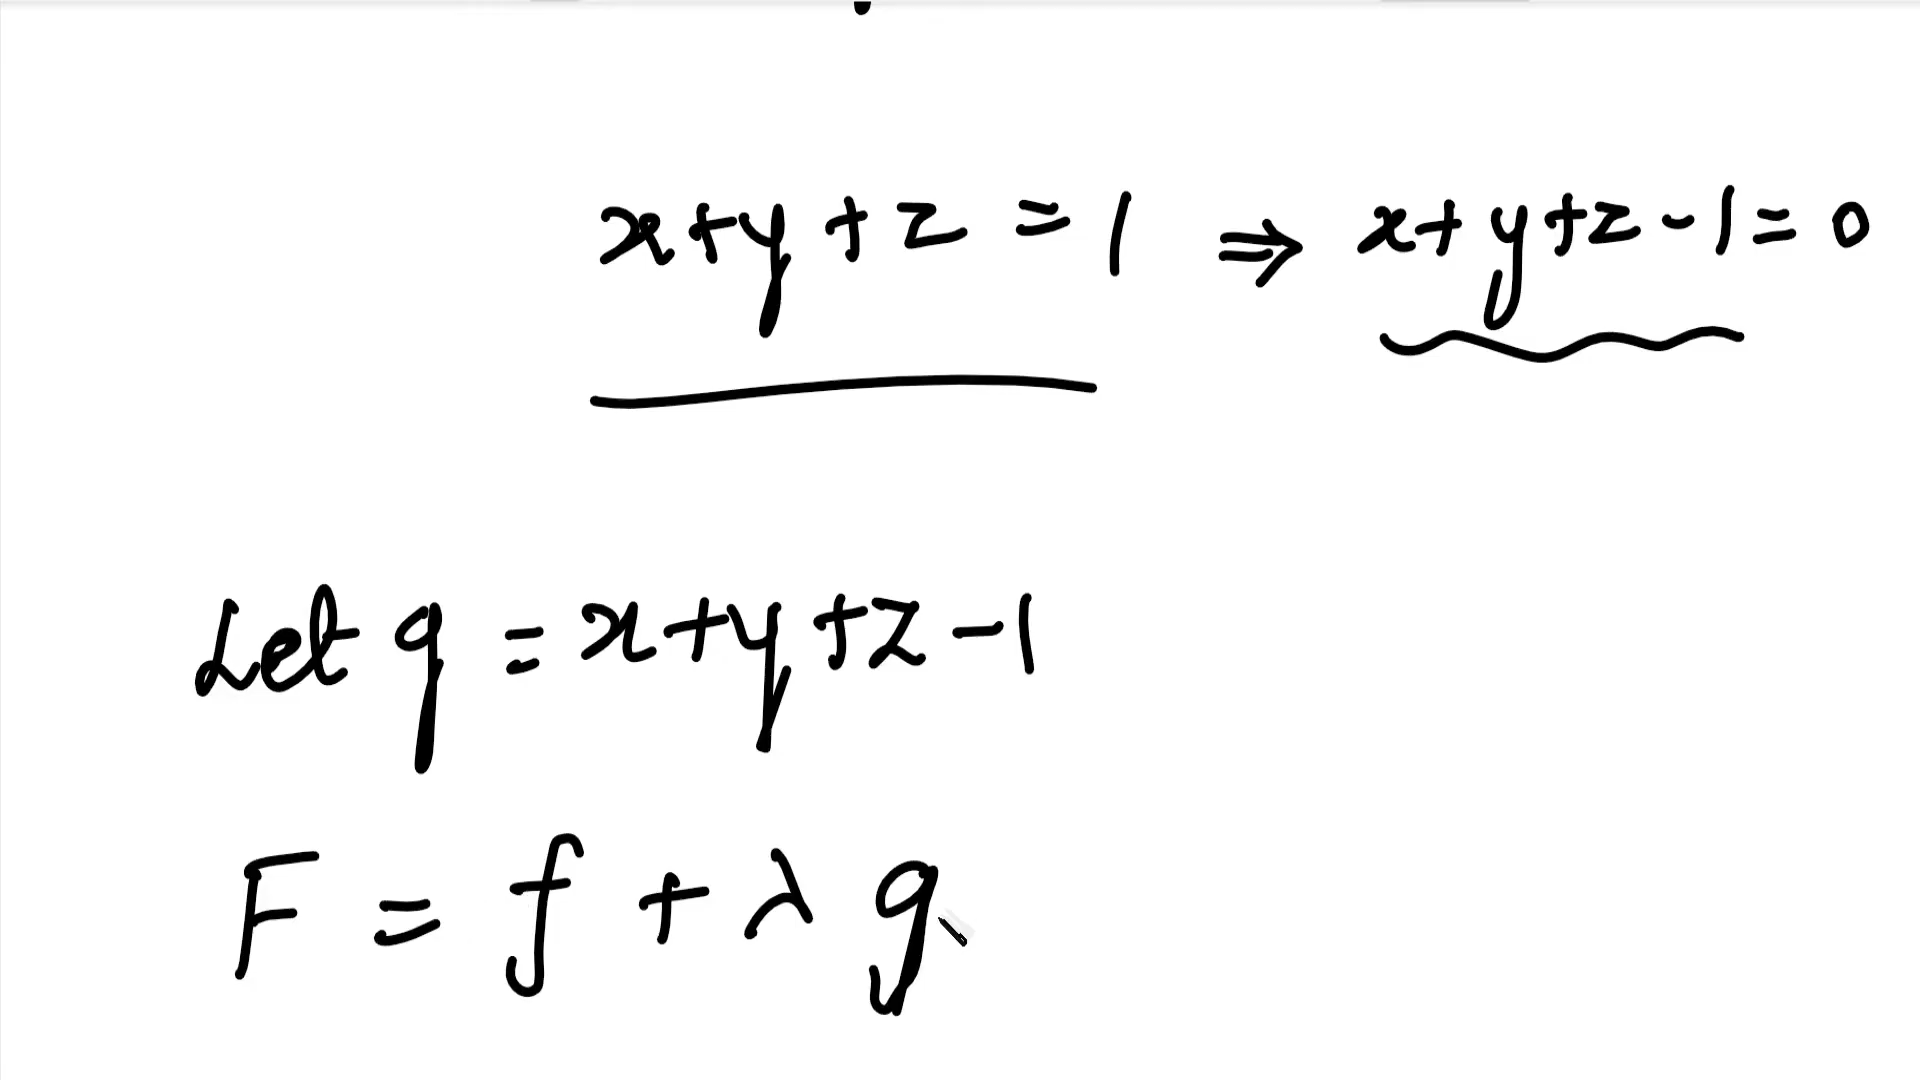 x+y+z=1 ⇒ x+y+z-1=0
Let g = x+y+z-1
F = f + λ g